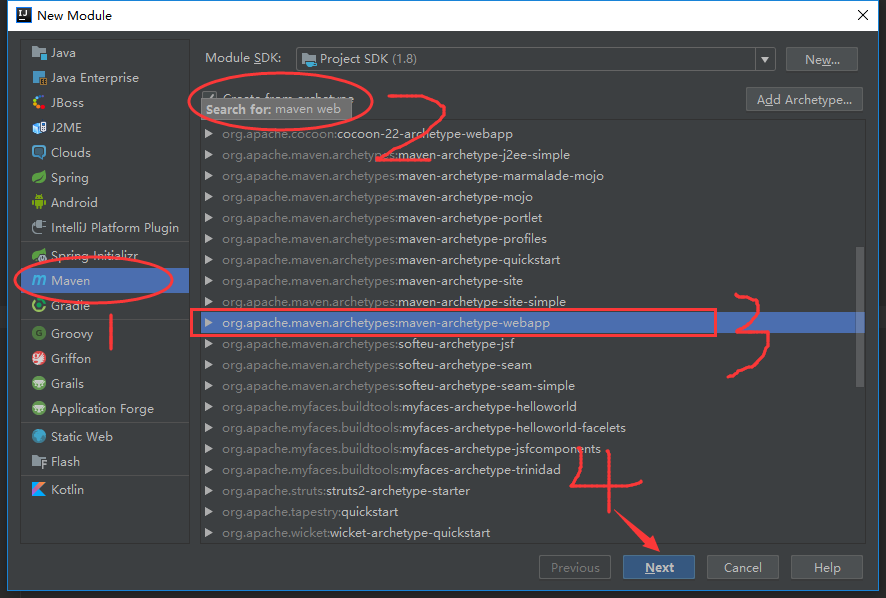 New Module
Java
Java Enterprise
JBoss
J2ME
Clouds
Spring
Android
IntelliJ Platform Plugin
Spring Initializr
Maven
Gradle
Groovy
Griffon
Grails
Application Forge
Static Web
Flash
Kotlin
1
Module SDK: Project SDK (1.8) New...
Create from archetype Add Archetype...
Search for: maven web
2
org.apache.cocoon:cocoon-22-archetype-webapp
org.apache.maven.archetypes:maven-archetype-j2ee-simple
org.apache.maven.archetypes:maven-archetype-marmalade-mojo
org.apache.maven.archetypes:maven-archetype-mojo
org.apache.maven.archetypes:maven-archetype-portlet
org.apache.maven.archetypes:maven-archetype-profiles
org.apache.maven.archetypes:maven-archetype-quickstart
org.apache.maven.archetypes:maven-archetype-site
org.apache.maven.archetypes:maven-archetype-site-simple
org.apache.maven.archetypes:maven-archetype-webapp
3
org.apache.maven.archetypes:softeu-archetype-jsf
org.apache.maven.archetypes:softeu-archetype-seam
org.apache.maven.archetypes:softeu-archetype-seam-simple
org.apache.myfaces.buildtools:myfaces-archetype-helloworld
org.apache.myfaces.buildtools:myfaces-archetype-helloworld-facelets
org.apache.myfaces.buildtools:myfaces-archetype-jsfcomponents
org.apache.myfaces.buildtools:myfaces-archetype-trinidad
4
org.apache.struts:struts2-archetype-starter
org.apache.tapestry:quickstart
org.apache.wicket:wicket-archetype-quickstart
Previous Next Cancel Help